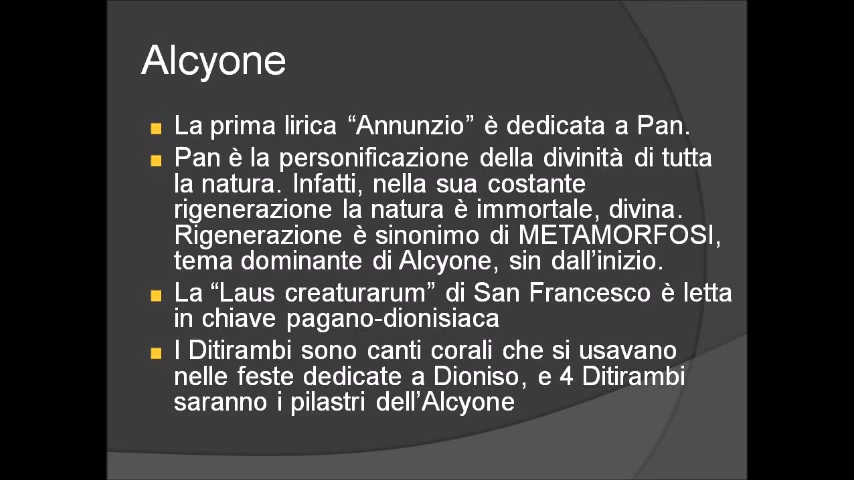 Alcyone
La prima lirica “Annunzio” è dedicata a Pan.
Pan è la personificazione della divinità di tutta
la natura. Infatti, nella sua costante
rigenerazione la natura è immortale, divina.
Rigenerazione è sinonimo di METAMORFOSI,
tema dominante di Alcyone, sin dall’inizio.
La “Laus creaturarum” di San Francesco è letta
in chiave pagano-dionisiaca
I Ditirambi sono canti corali che si usavano
nelle feste dedicate a Dioniso, e 4 Ditirambi
saranno i pilastri dell’Alcyone